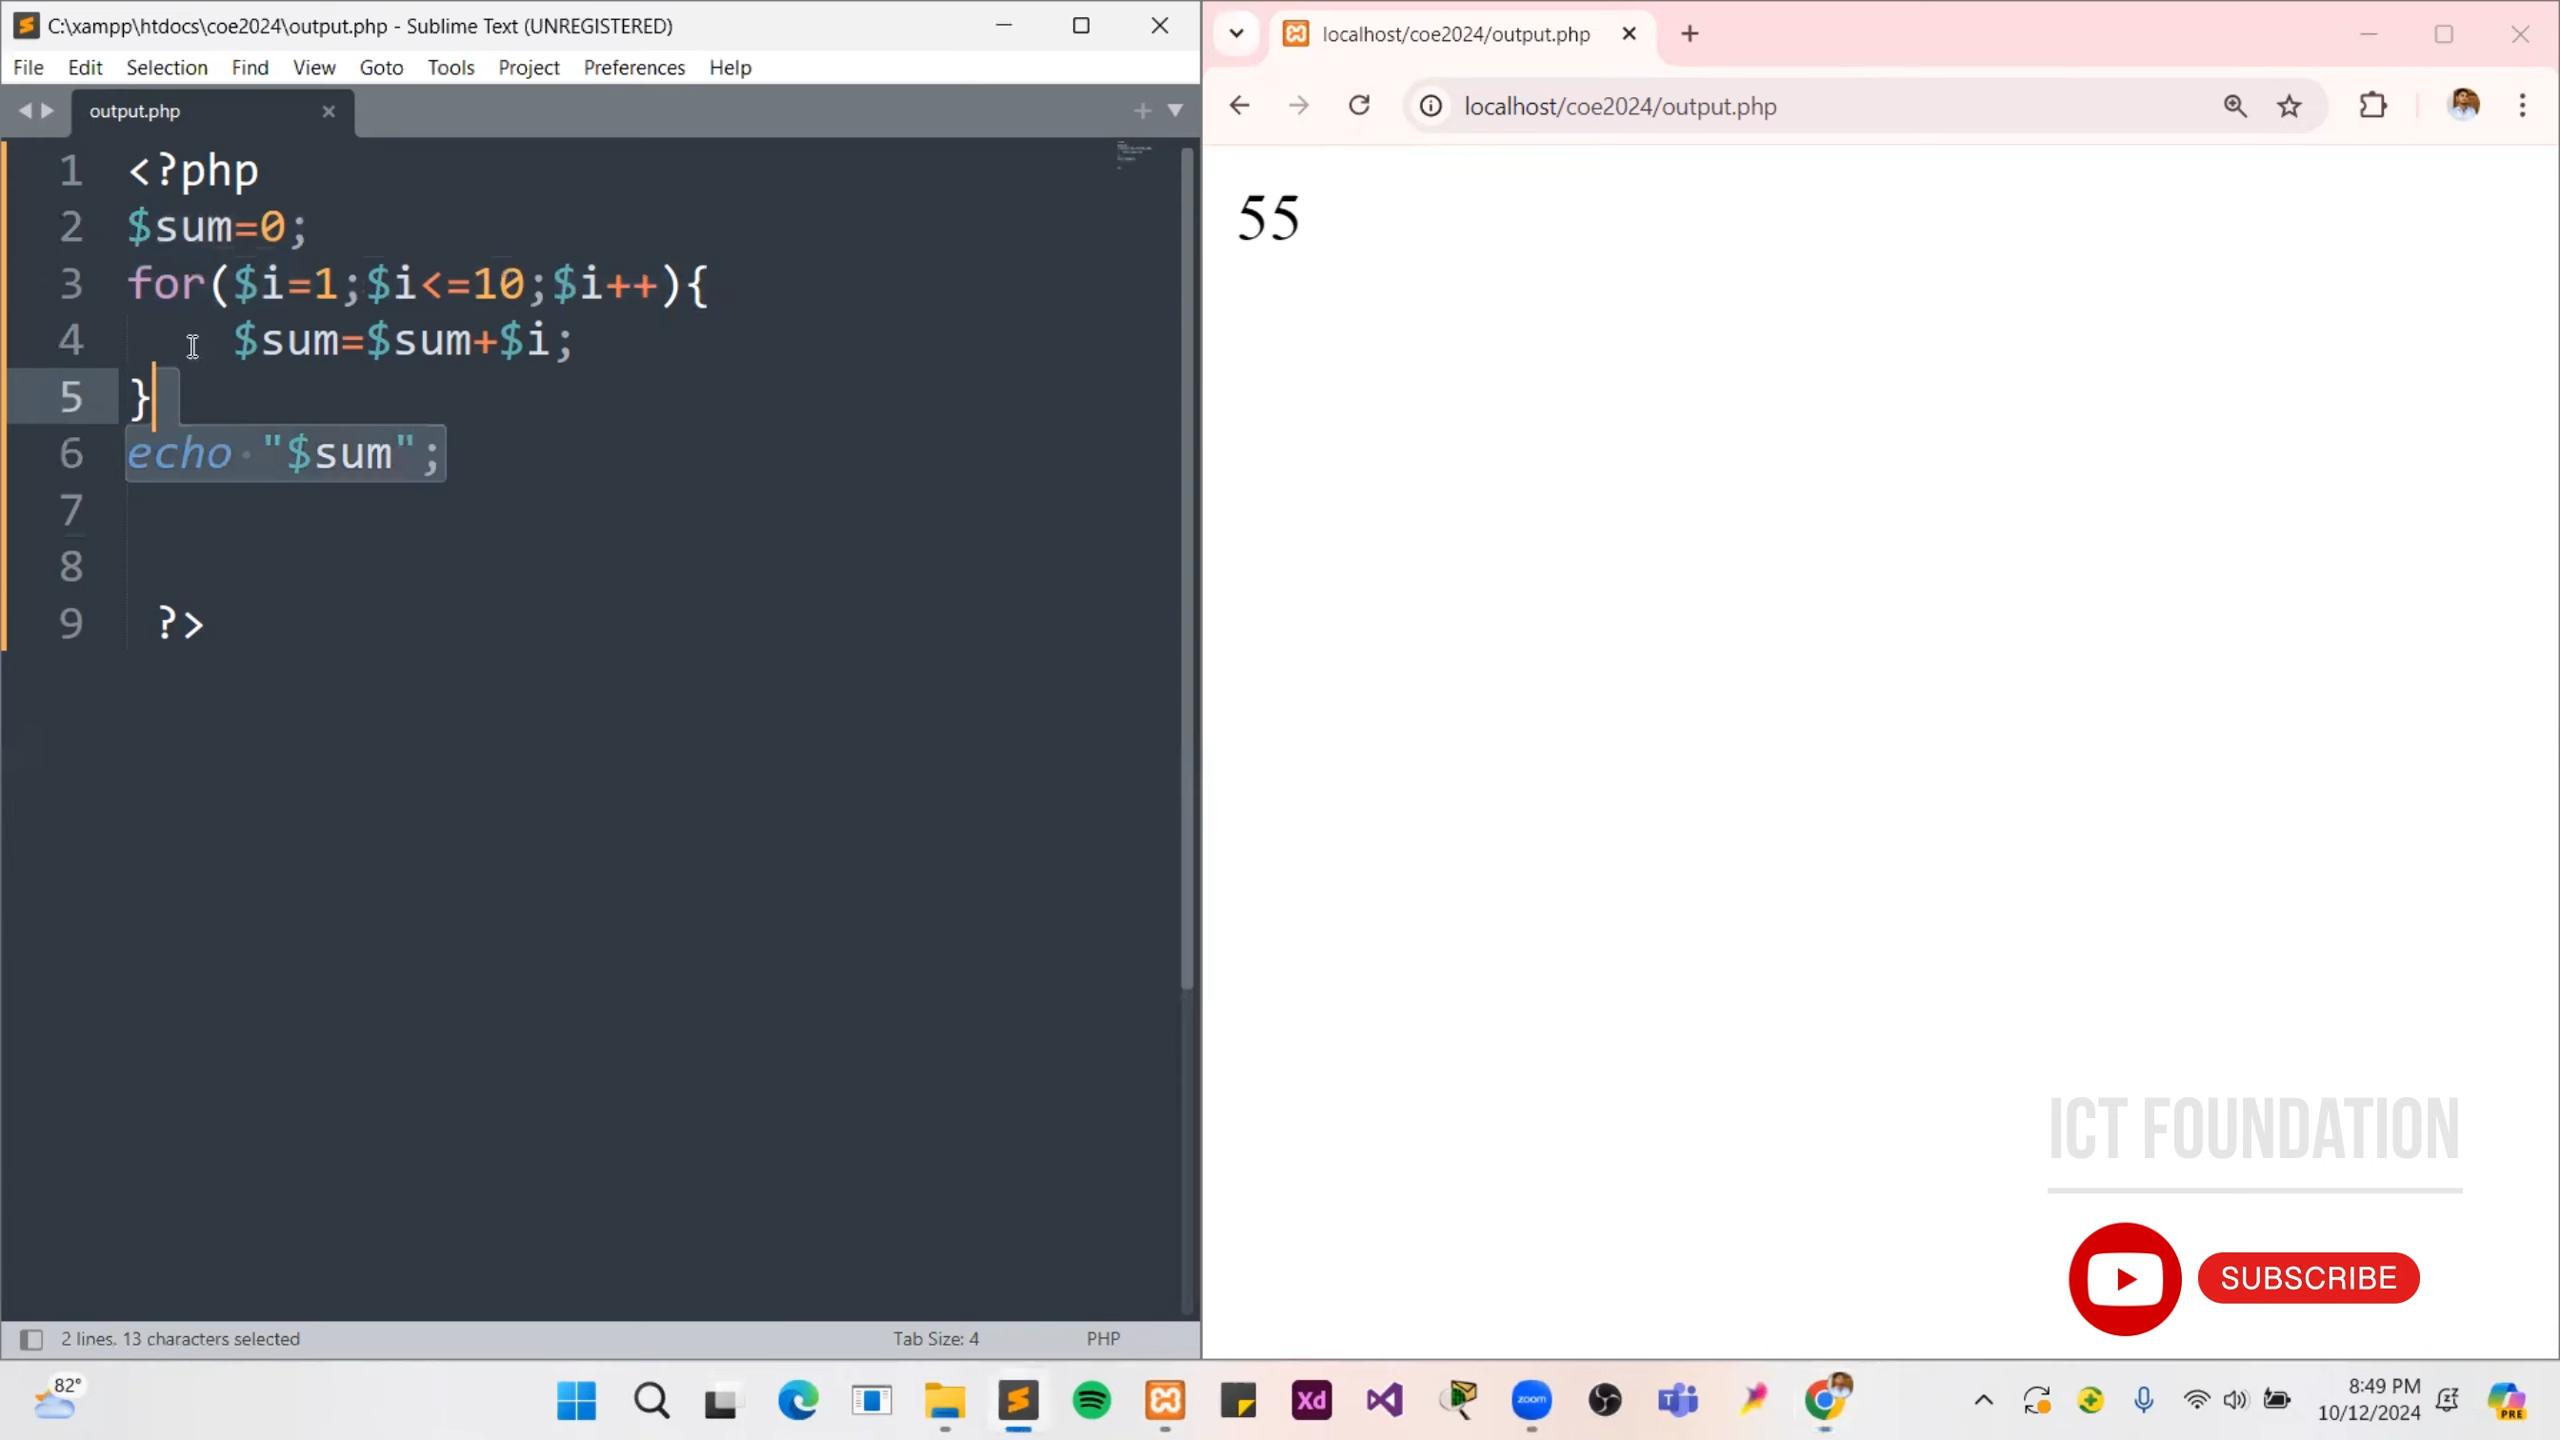 C:\xampp\htdocs\coe2024\output.php - Sublime Text (UNREGISTERED)
File Edit Selection Find View Goto Tools Project Preferences Help
output.php
1 <?php
2 $sum=0;
3 for($i=1;$i<=10;$i++){
4 $sum=$sum+$i;
5 }
6 echo "$sum";
7
8
9 ?>
2 lines, 13 characters selected
Tab Size: 4
PHP
localhost/coe2024/output.php
localhost/coe2024/output.php
55
ICT FOUNDATION
SUBSCRIBE
82°
Xd
zoom
T
PRE
8:49 PM
10/12/2024